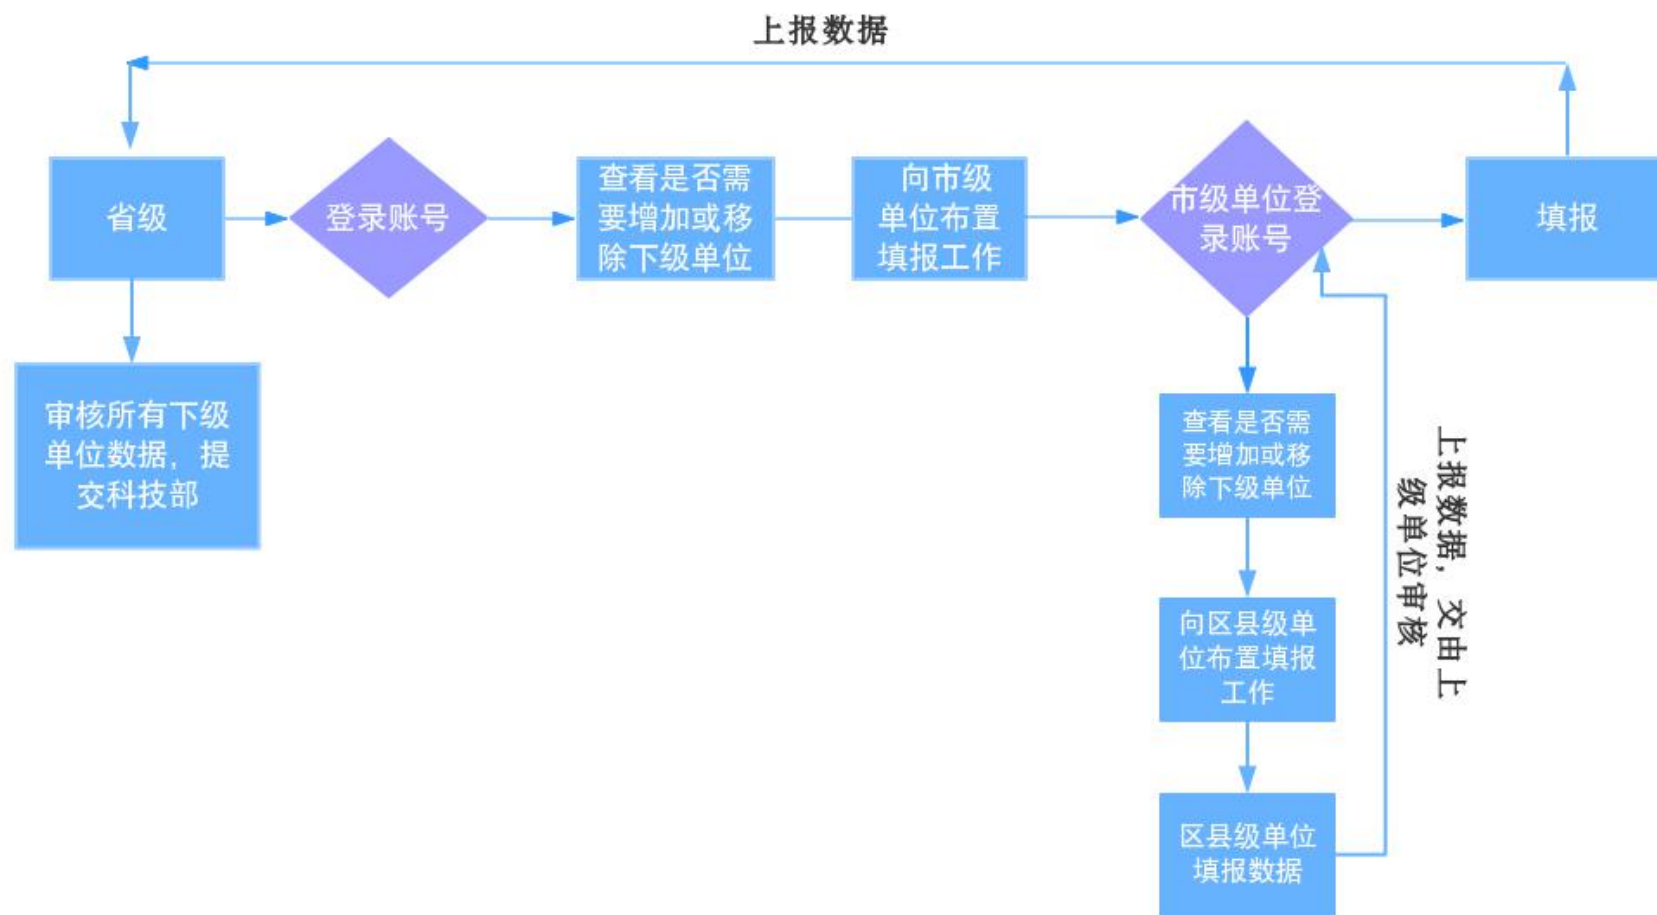 上报数据
省级
登录账号
查看是否需
要增加或移
除下级单位
向市级
单位布置
填报工作
市级单位登
录账号
填报
审核所有下级
单位数据，提
交科技部
查看是否需
要增加或移
除下级单位
向区县级单
位布置填报
工作
区县级单位
填报数据
上报数据，交由上
级单位审核